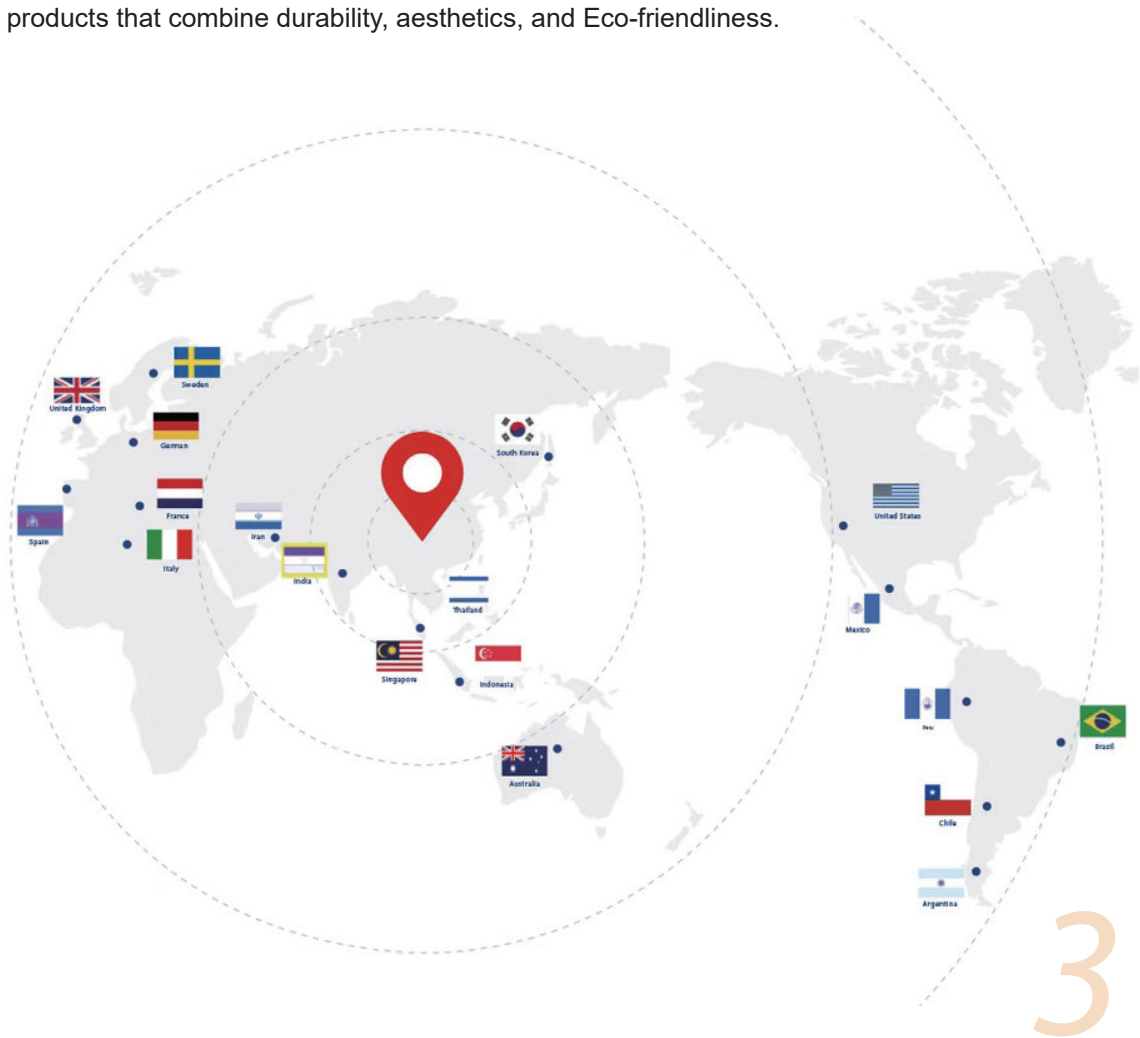 products that combine durability, aesthetics, and Eco-friendliness.
Sweden
United Kingdom
German
South Korea
France
United States
Iran
Spain
Italy
India
Thailand
Mexico
Singapore
Indonesia
Peru
Brazil
Australia
Chile
Argentina
3